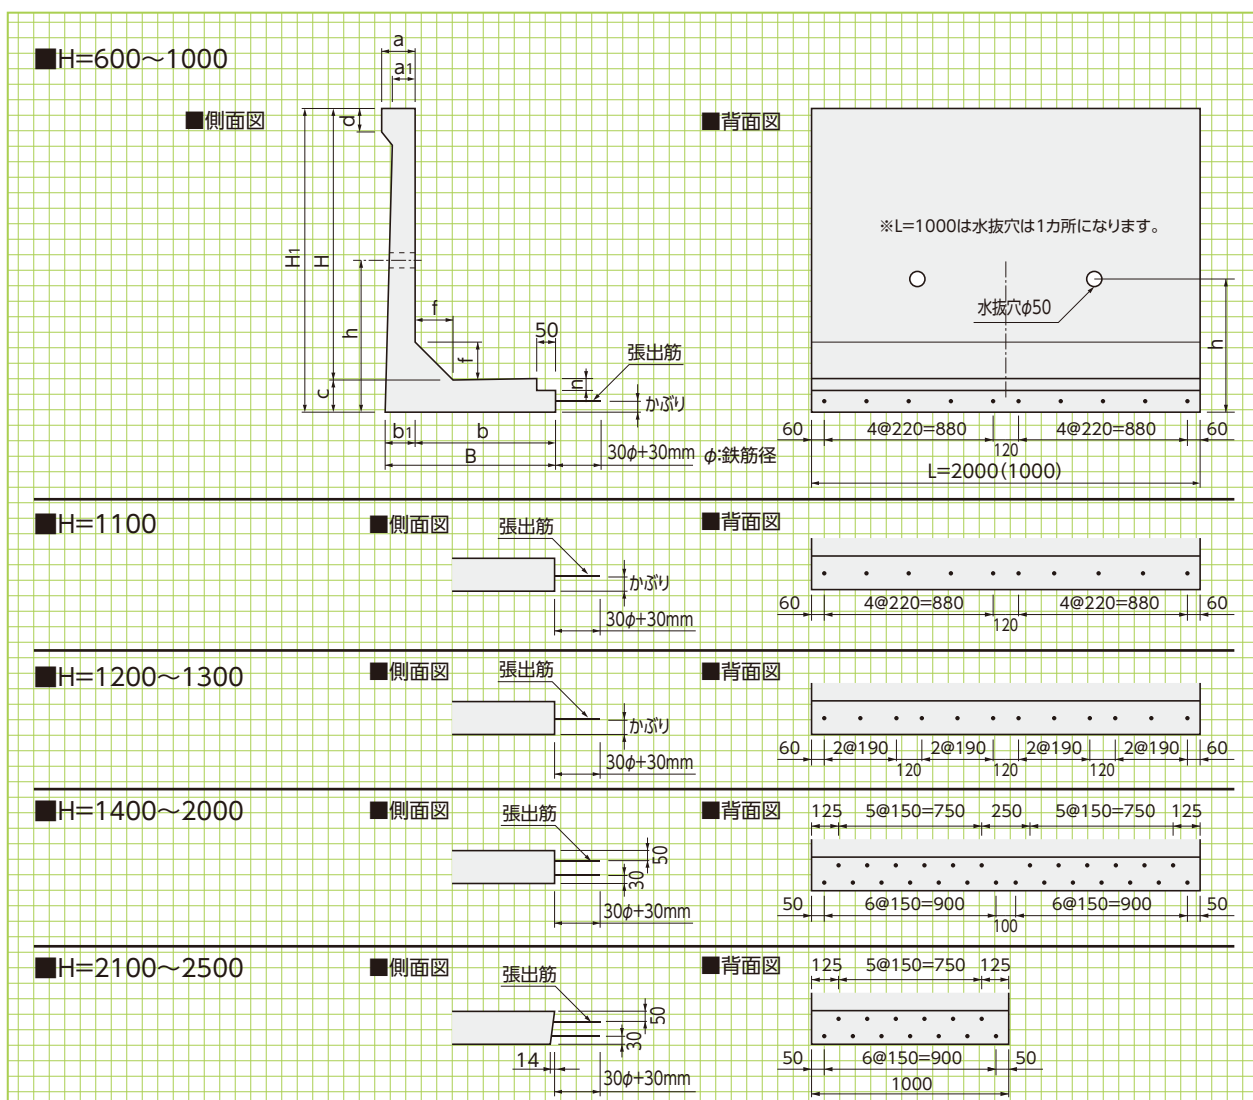 ■H=600～1000
■側面図
a
a1
d
H1
H
h
c
f
f
50
n
張出筋
かぶり
b1
b
B
30φ+30mm
φ:鉄筋径
■背面図
※L=1000は水抜穴は1カ所になります。
水抜穴φ50
h
60
4@220=880
4@220=880
60
120
L=2000(1000)
■H=1100
■側面図
張出筋
かぶり
30φ+30mm
■背面図
60
4@220=880
4@220=880
60
120
■H=1200～1300
■側面図
張出筋
かぶり
30φ+30mm
■背面図
60
2@190
2@190
2@190
2@190
60
120
120
120
■H=1400～2000
■側面図
張出筋
50
30
30φ+30mm
■背面図
125
5@150=750
250
5@150=750
125
50
6@150=900
6@150=900
50
100
■H=2100～2500
■側面図
張出筋
50
30
14
30φ+30mm
■背面図
125
5@150=750
125
50
6@150=900
50
1000